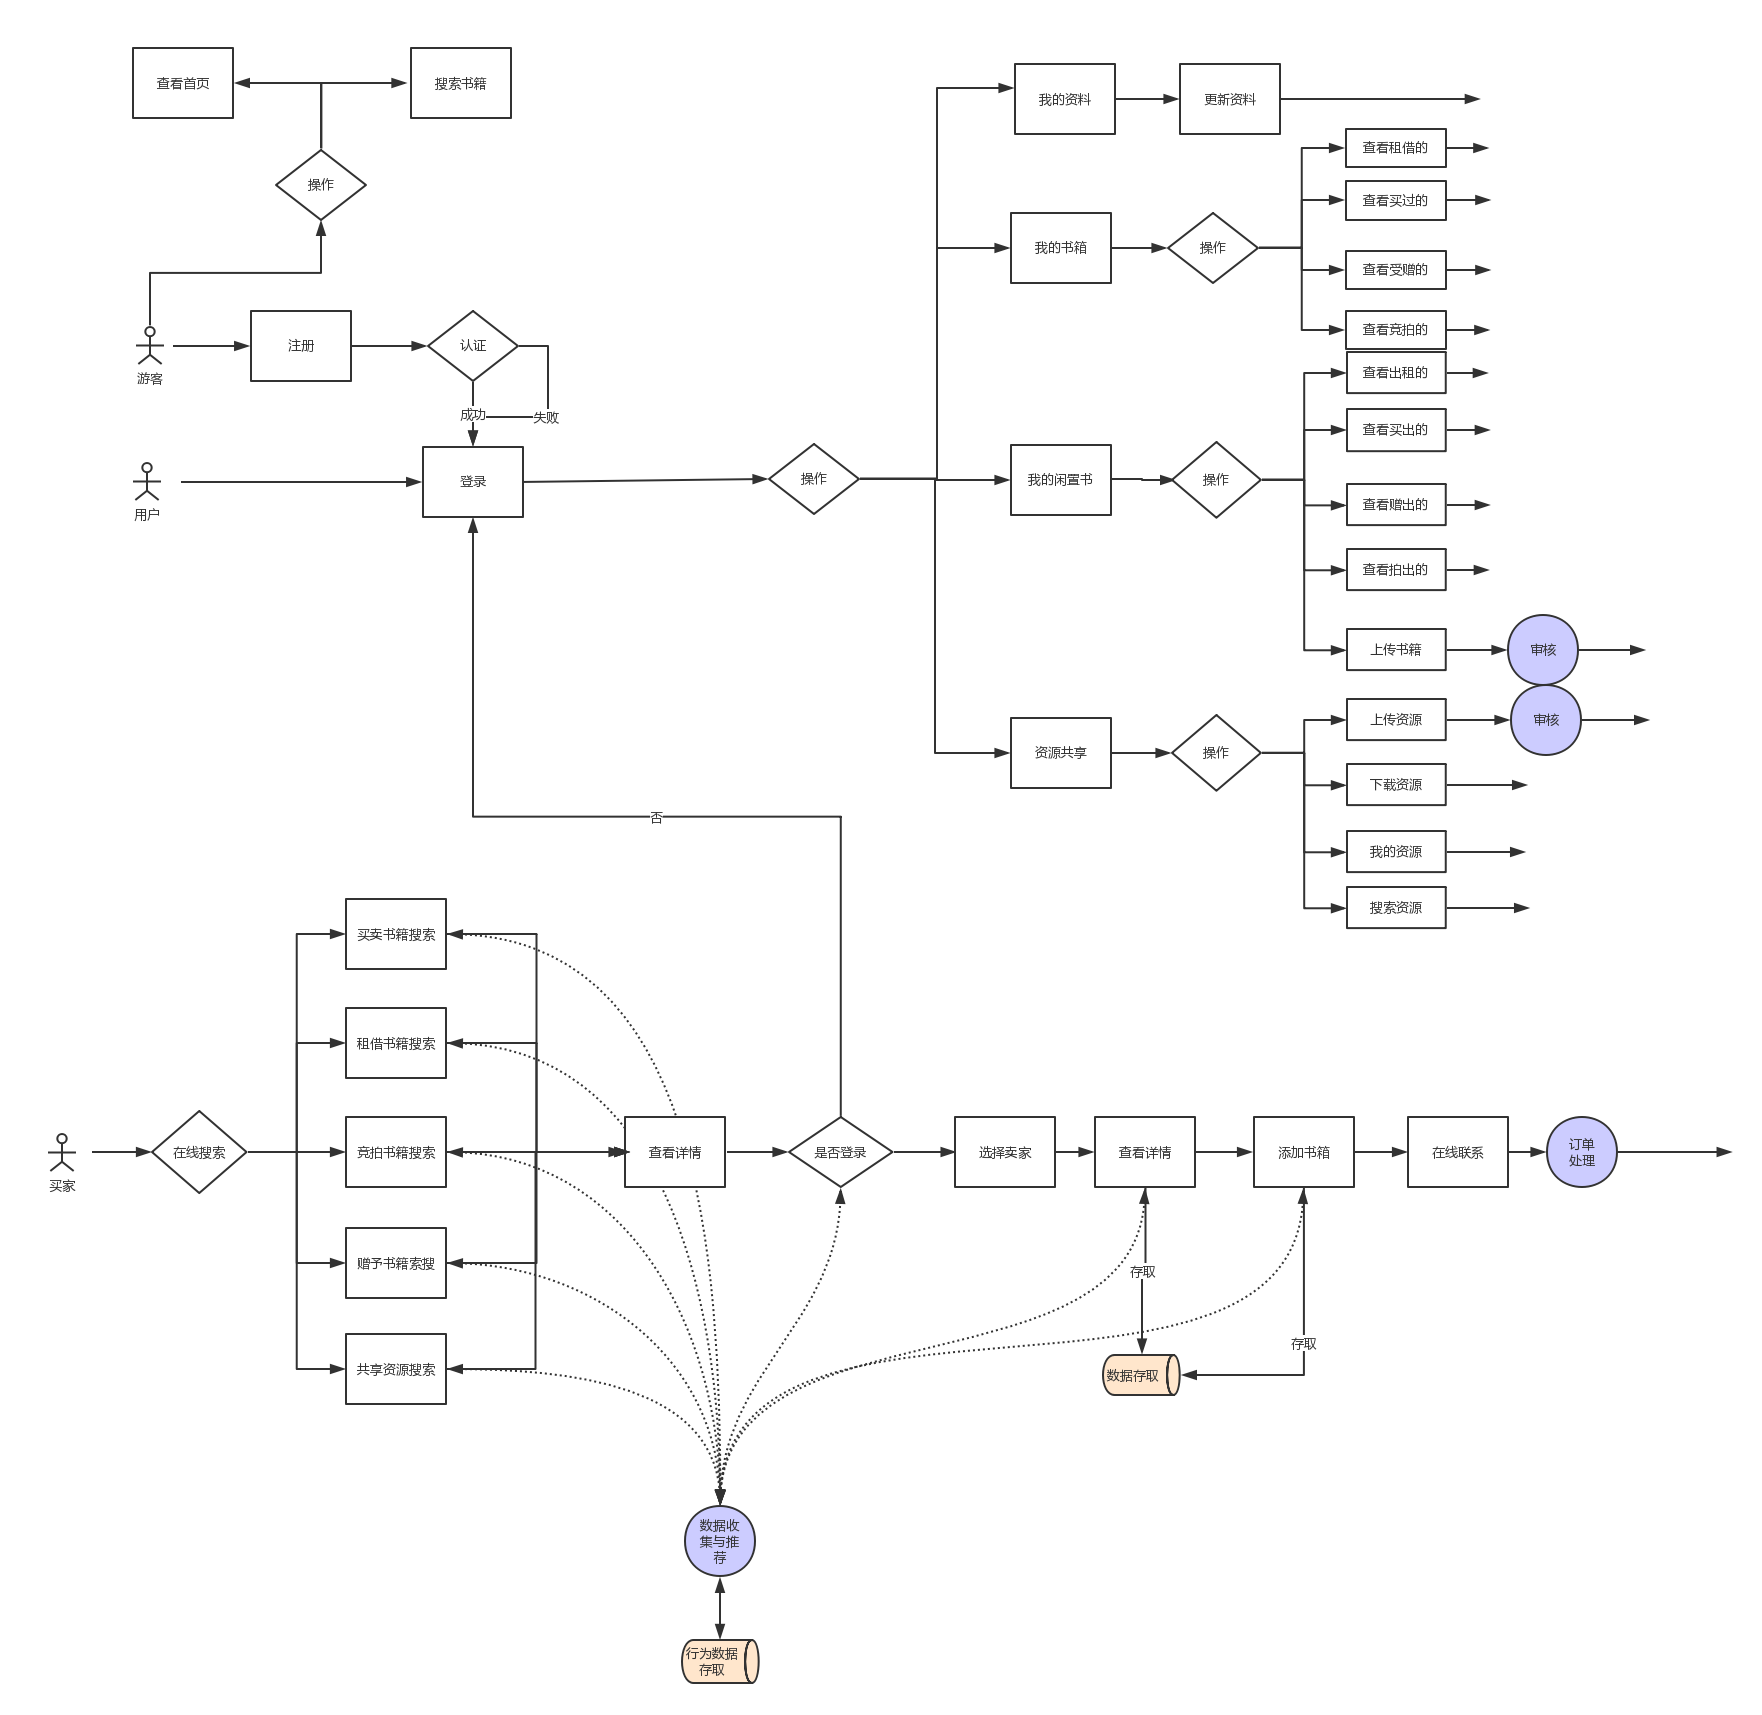 查看首页
搜索书籍
操作
游客
注册
认证
成功
失败
用户
登录
操作
我的资料
更新资料
我的书箱
操作
查看租借的
查看买过的
查看受赠的
查看竞拍的
我的闲置书
操作
查看出租的
查看买出的
查看赠出的
查看拍出的
上传书籍
审核
资源共享
操作
上传资源
审核
下载资源
我的资源
搜索资源
否
买家
在线搜索
买卖书籍搜索
租借书籍搜索
竞拍书籍搜索
赠予书籍索搜
共享资源搜索
查看详情
是否登录
选择卖家
查看详情
添加书箱
在线联系
订单
处理
存取
存取
数据存取
数据收
集与推
荐
行为数据
存取